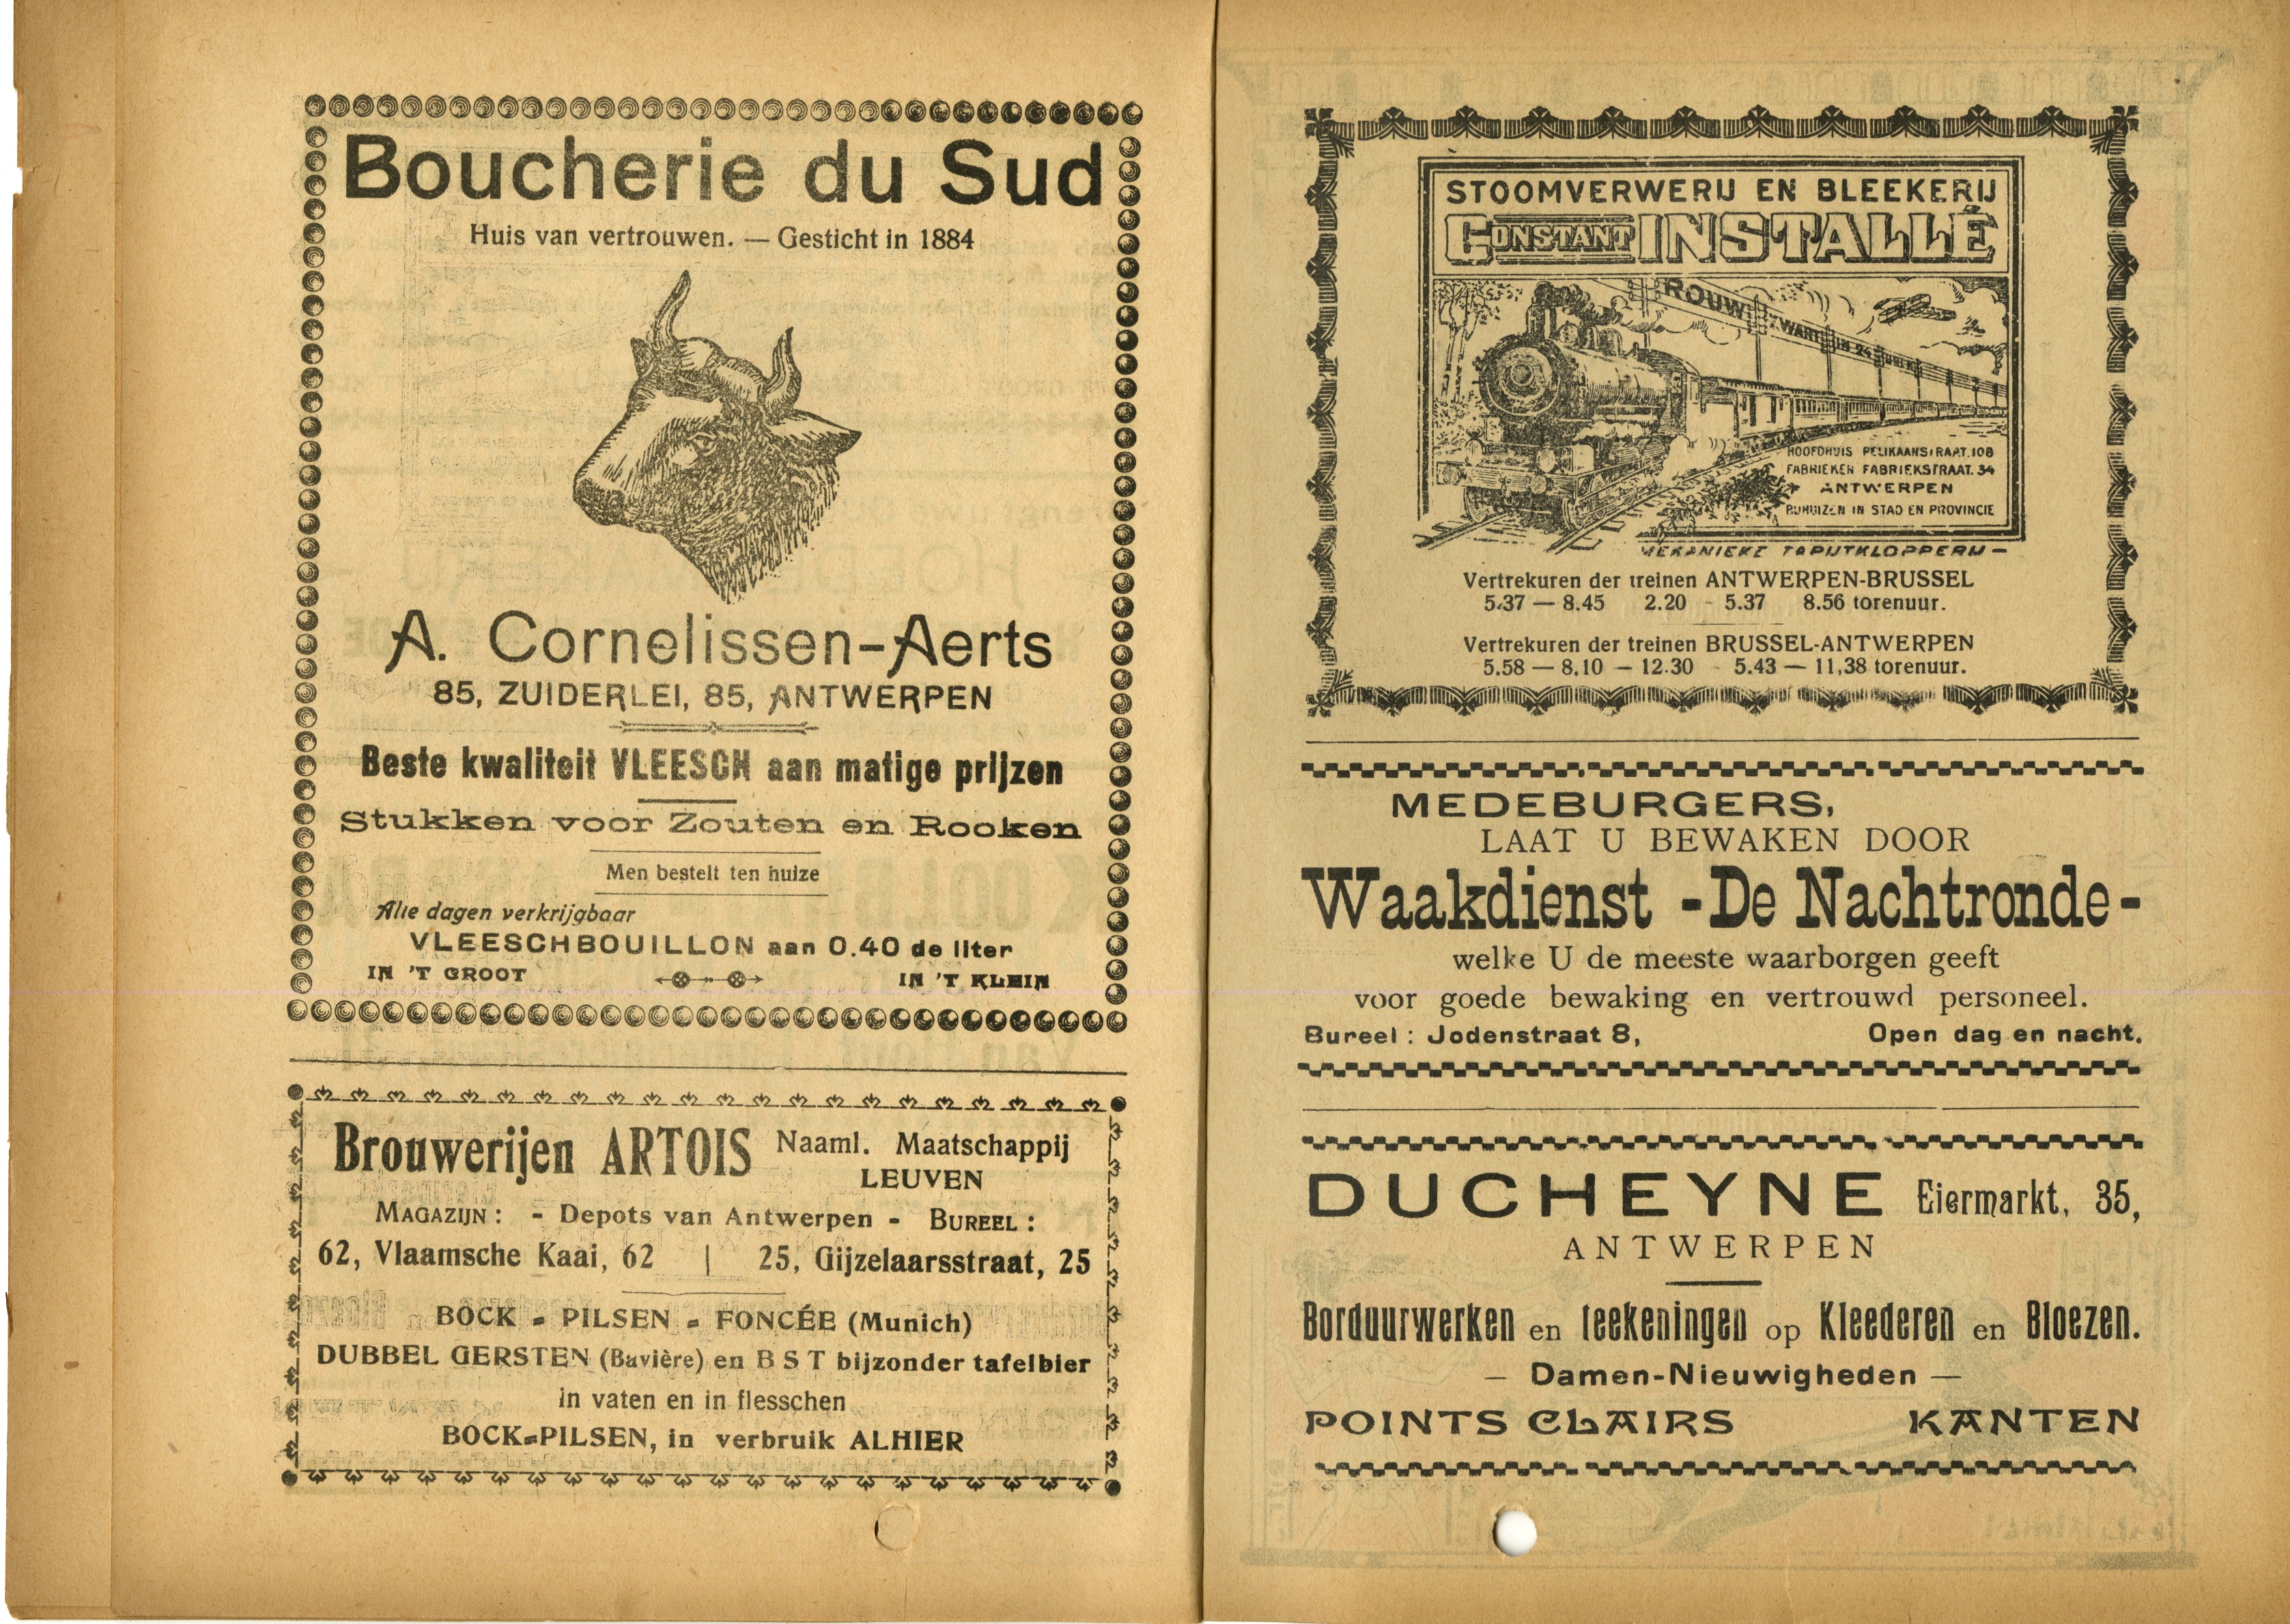 Boucherie du Sud
Huis van vertrouwen. — Gesticht in 1884
A. Cornelissen-Aerts
85, ZUIDERLEI, 85, ANTWERPEN
Beste kwaliteit VLEESCH aan matige prijzen
Stukken voor Zouten en Rooken
Men bestelt ten huize
Alle dagen verkrijgbaar
VLEESCHBOUILLON aan 0.40 de liter
IN 'T GROOT IN 'T KLEIN
Brouwerijen ARTOIS Naaml. Maatschappij
LEUVEN
MAGAZIJN: - Depots van Antwerpen - BUREEL:
62, Vlaamsche Kaai, 62 | 25, Gijzelaarsstraat, 25
BOCK - PILSEN - FONCÉE (Munich)
DUBBEL GERSTEN (Bavière) en B S T bijzonder tafelbier
in vaten en in flesschen
BOCK-PILSEN, in verbruik ALHIER
STOOMVERWERIJ EN BLEEKERIJ
CONSTANT INSTALLÉ
ROUWZWART IN 24 UUREN
HOOFDHUIS PELIKAANSTRAAT.108
FABRIEKEN FABRIEKSTRAAT. 34
ANTWERPEN
BIJHUIZEN IN STAD EN PROVINCIE
MEKANIEKE TAPIJTKLOPPERIJ —
Vertrekuren der treinen ANTWERPEN-BRUSSEL
5.37 — 8.45 2.20 - 5.37 8.56 torenuur.
Vertrekuren der treinen BRUSSEL-ANTWERPEN
5.58 — 8.10 — 12.30 - 5.43 — 11,38 torenuur.
MEDEBURGERS,
LAAT U BEWAKEN DOOR
Waakdienst - De Nachtronde -
welke U de meeste waarborgen geeft
voor goede bewaking en vertrouwd personeel.
Bureel: Jodenstraat 8, Open dag en nacht.
DUCHEYNE Eiermarkt, 35,
ANTWERPEN
Borduurwerken en teekeningen op Kleederen en Bloezen.
— Damen-Nieuwigheden —
POINTS CLAIRS KANTEN